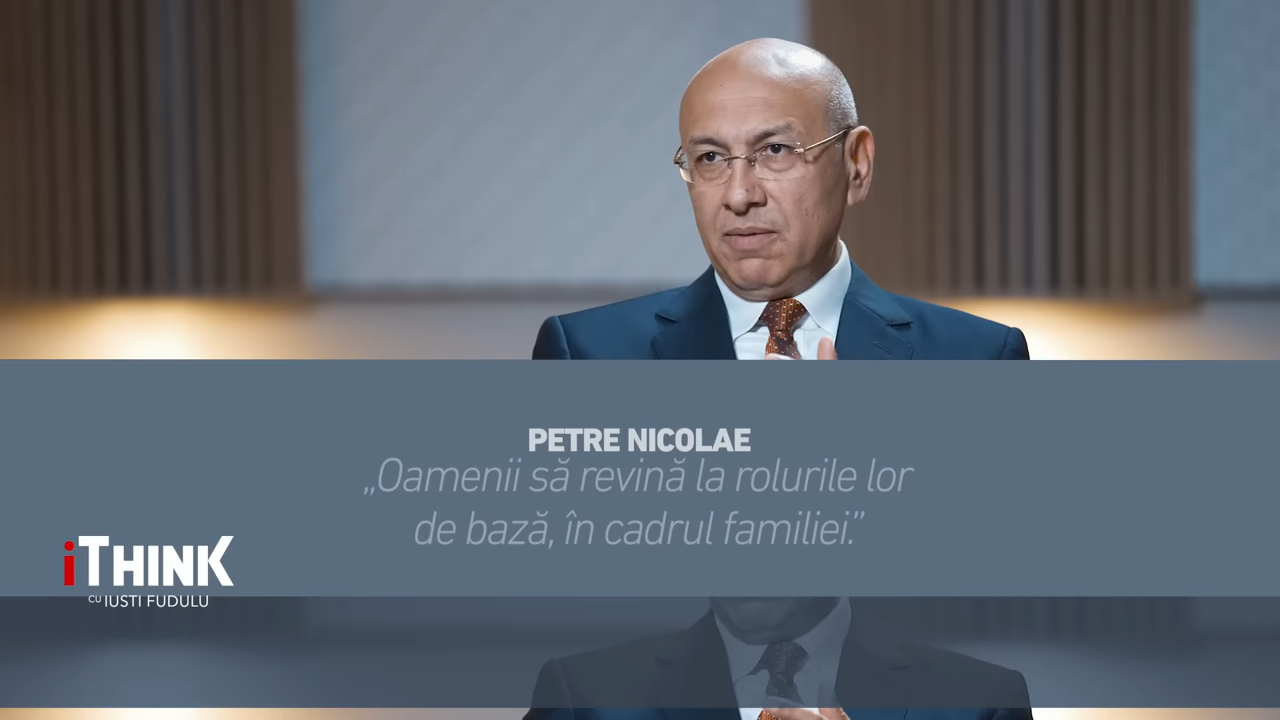 PETRE NICOLAE
„Oamenii să revină la rolurile lor
de bază, în cadrul familiei.”
iTHINK
CU IUSTI FUDULU